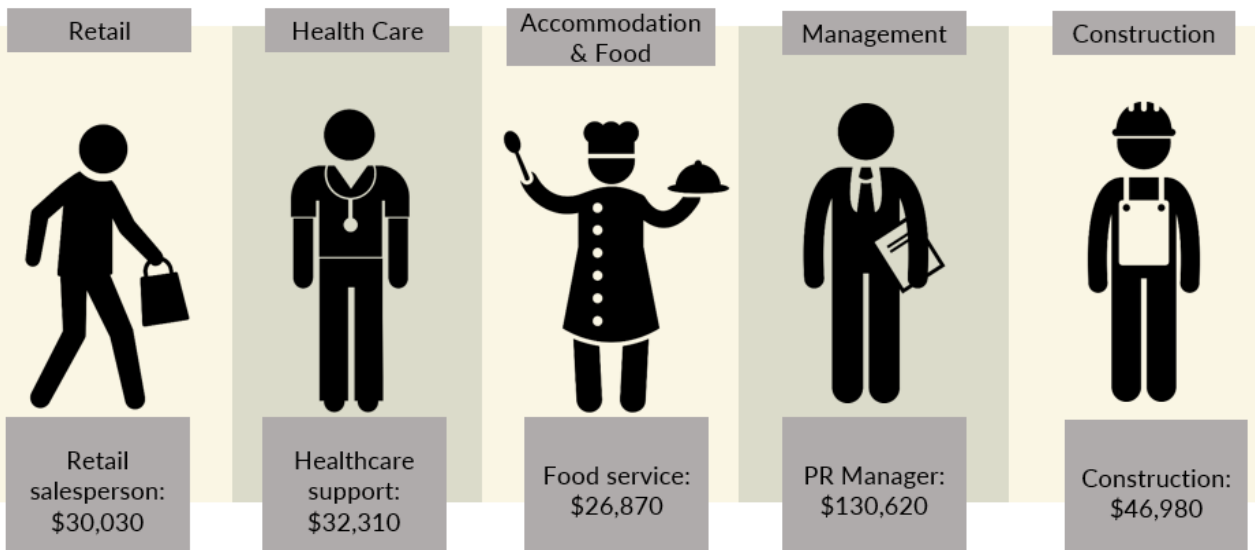 Retail
Health Care
Accommodation
& Food
Management
Construction
Retail
salesperson:
$30,030
Healthcare
support:
$32,310
Food service:
$26,870
PR Manager:
$130,620
Construction:
$46,980